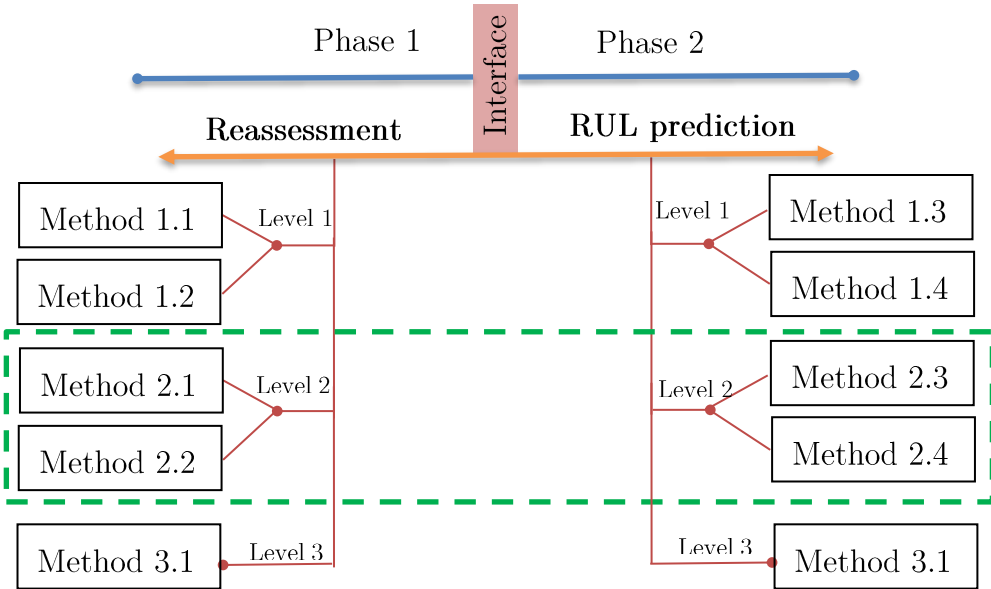 Phase 1
Interface
Phase 2
Reassessment
RUL prediction
Method 1.1
Level 1
Method 1.2
Level 1
Method 1.3
Method 1.4
Method 2.1
Level 2
Method 2.2
Level 2
Method 2.3
Method 2.4
Method 3.1
Level 3
Level 3
Method 3.1